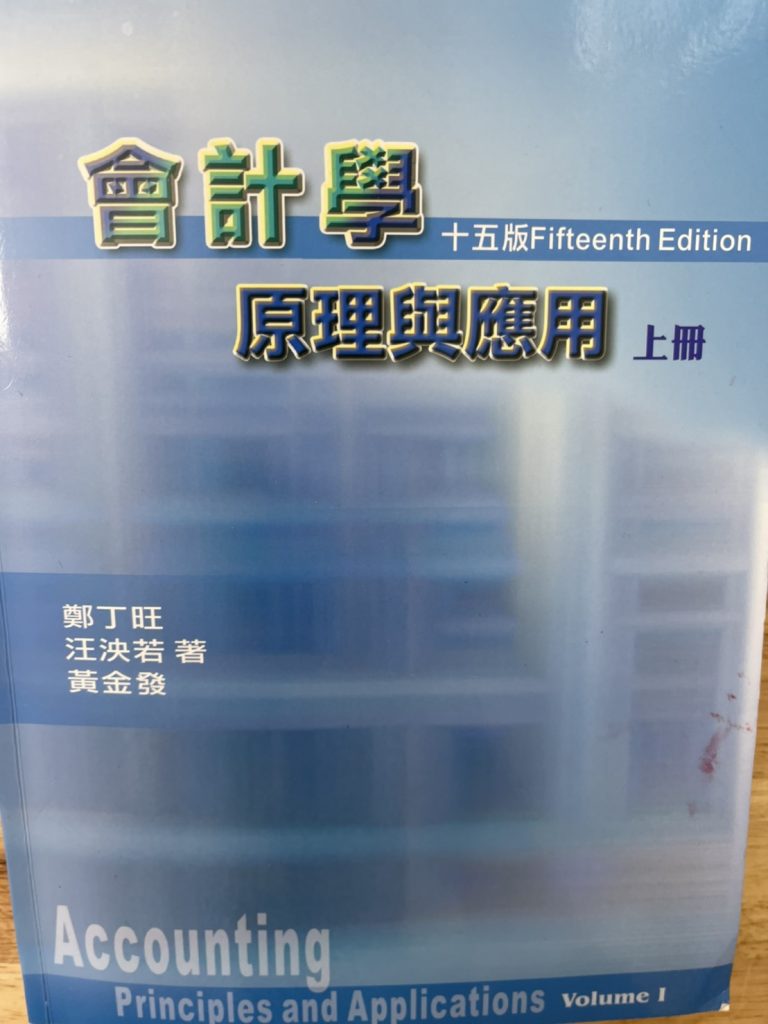 會計學
十五版Fifteenth Edition
原理與應用 上冊
鄭丁旺
汪泱若 著
黃金發
Accounting
Principles and Applications Volume I